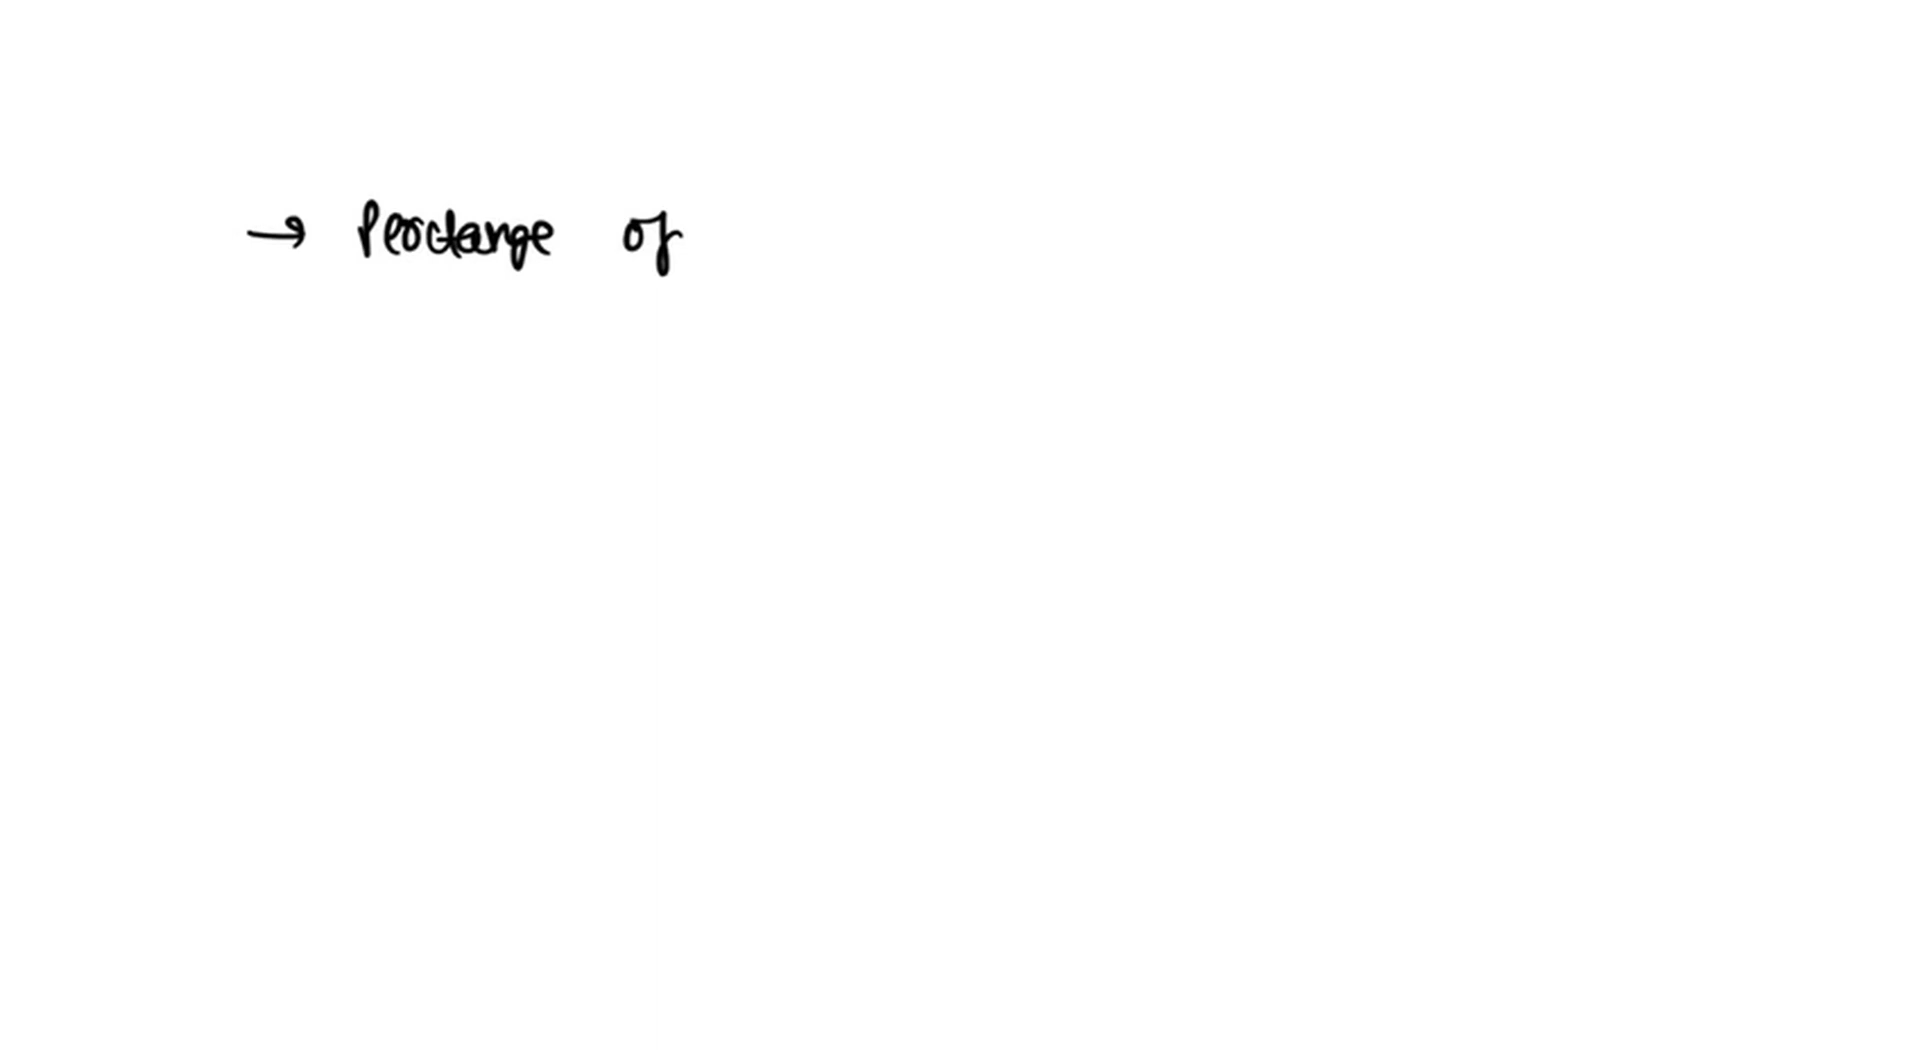 → Perctange of